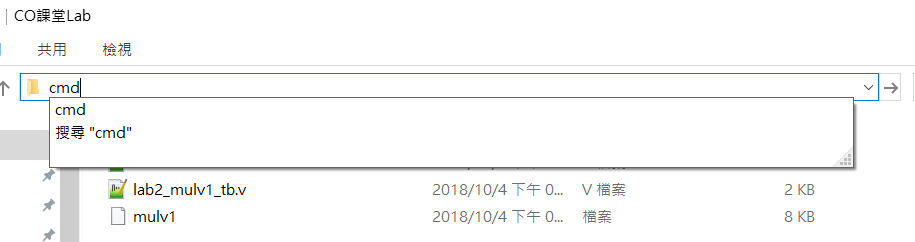 CO課堂Lab
共用 檢視
cmd
cmd
搜尋 "cmd"
lab2_mulv1_tb.v 2018/10/4 下午 0... V 檔案 2 KB
mulv1 2018/10/4 下午 0... 檔案 8 KB